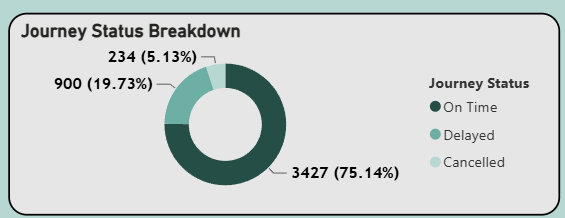 Journey Status Breakdown
234 (5.13%)
900 (19.73%)
3427 (75.14%)
Journey Status
On Time
Delayed
Cancelled